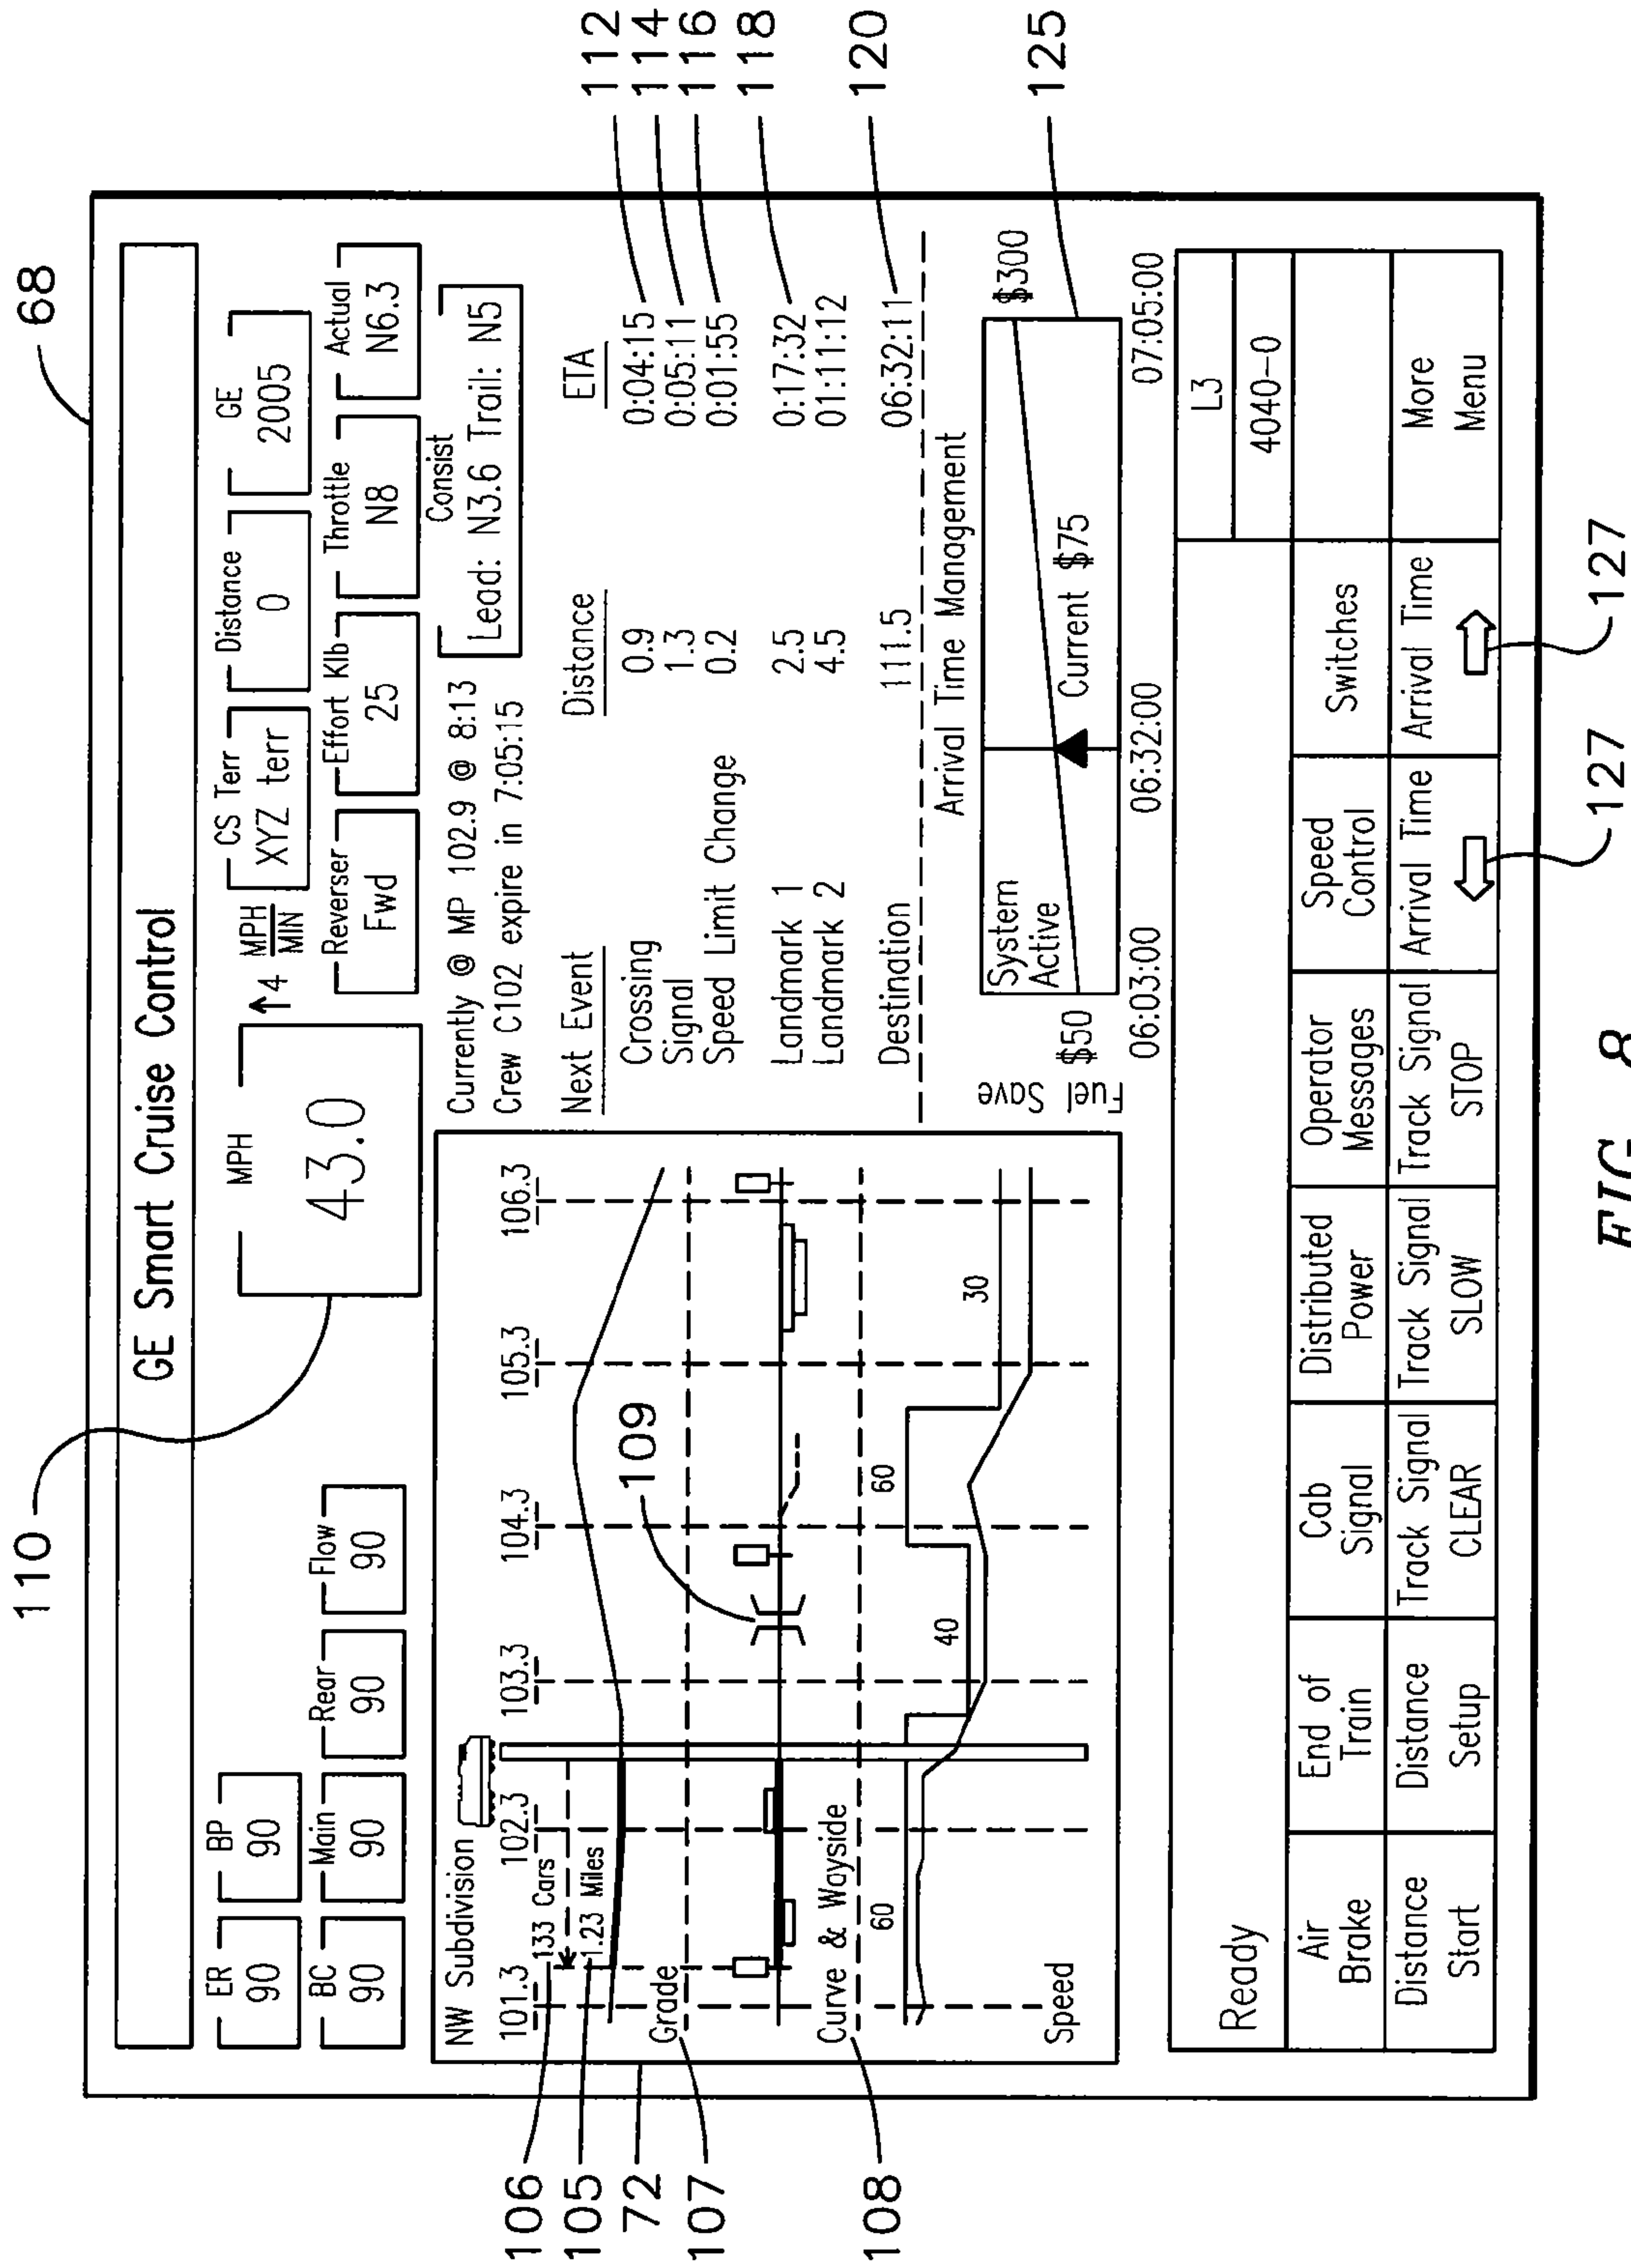 110
68
GE Smart Cruise Control
ER
90
BP
90
BC
90
Main
90
Rear
90
Flow
90
MPH
43.0
↑4 MPH
MIN
CS Terr
XYZ terr
Distance
0
GE
2005
Reverser
Fwd
Effort Klb
25
Throttle
N8
Actual
N6.3
Currently @ MP 102.9 @ 8:13
Crew C102 expire in 7:05:15
Consist
Lead: N3.6 Trail: N5
NW Subdivision
101.3 102.3 103.3 104.3 105.3 106.3
133 Cars
1.23 Miles
Grade
109
Curve & Wayside
60 40 60 30
Speed
106
105
72
107
108
Next Event Distance ETA
Crossing 0.9 0:04:15
Signal 1.3 0:05:11
Speed Limit Change 0.2 0:01:55
Landmark 1 2.5 0:17:32
Landmark 2 4.5 01:11:12
Destination 111.5 06:32:11
112
114
116
118
120
125
Arrival Time Management
Fuel Save
$50
System
Active
Current $75
$300
06:03:00 06:32:00 07:05:00
Ready
L3
4040-0
Air
Brake
End of
Train
Cab
Signal
Distributed
Power
Operator
Messages
Speed
Control
Switches
Distance
Start
Distance
Setup
Track Signal
CLEAR
Track Signal
SLOW
Track Signal
STOP
Arrival Time
Arrival Time
More
Menu
127
127
FIG. 8